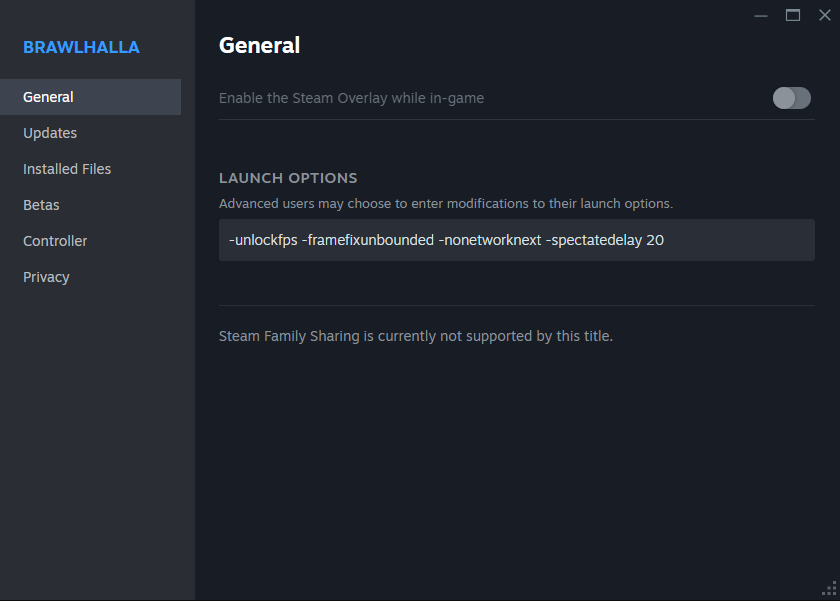 BRAWLHALLA
General
Updates
Installed Files
Betas
Controller
Privacy
General
Enable the Steam Overlay while in-game
LAUNCH OPTIONS
Advanced users may choose to enter modifications to their launch options.
-unlockfps -framefixunbounded -nonetworknext -spectatedelay 20
Steam Family Sharing is currently not supported by this title.